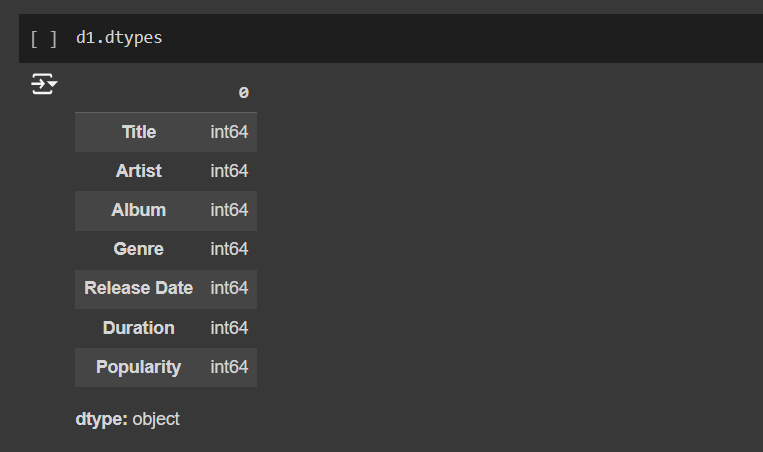 [ ] d1.dtypes
0
Title int64
Artist int64
Album int64
Genre int64
Release Date int64
Duration int64
Popularity int64
dtype: object